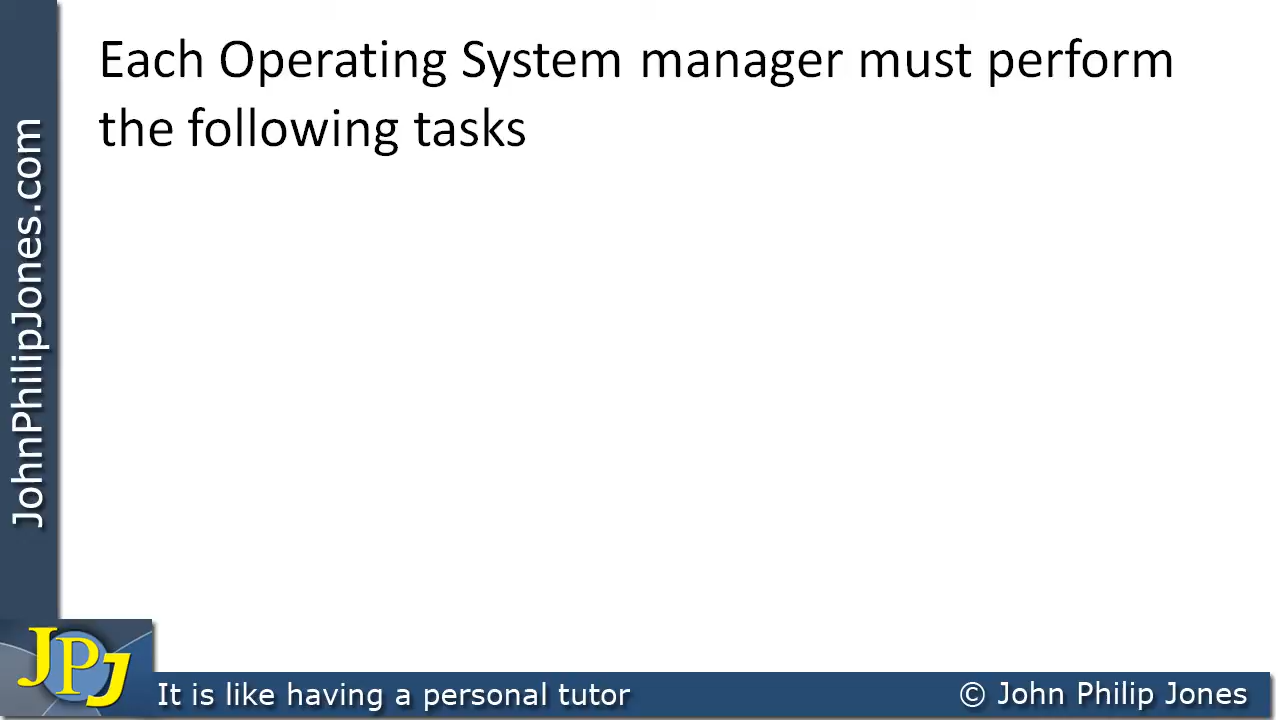 Each Operating System manager must perform
the following tasks
JohnPhilipJones.com
JPJ
It is like having a personal tutor
© John Philip Jones